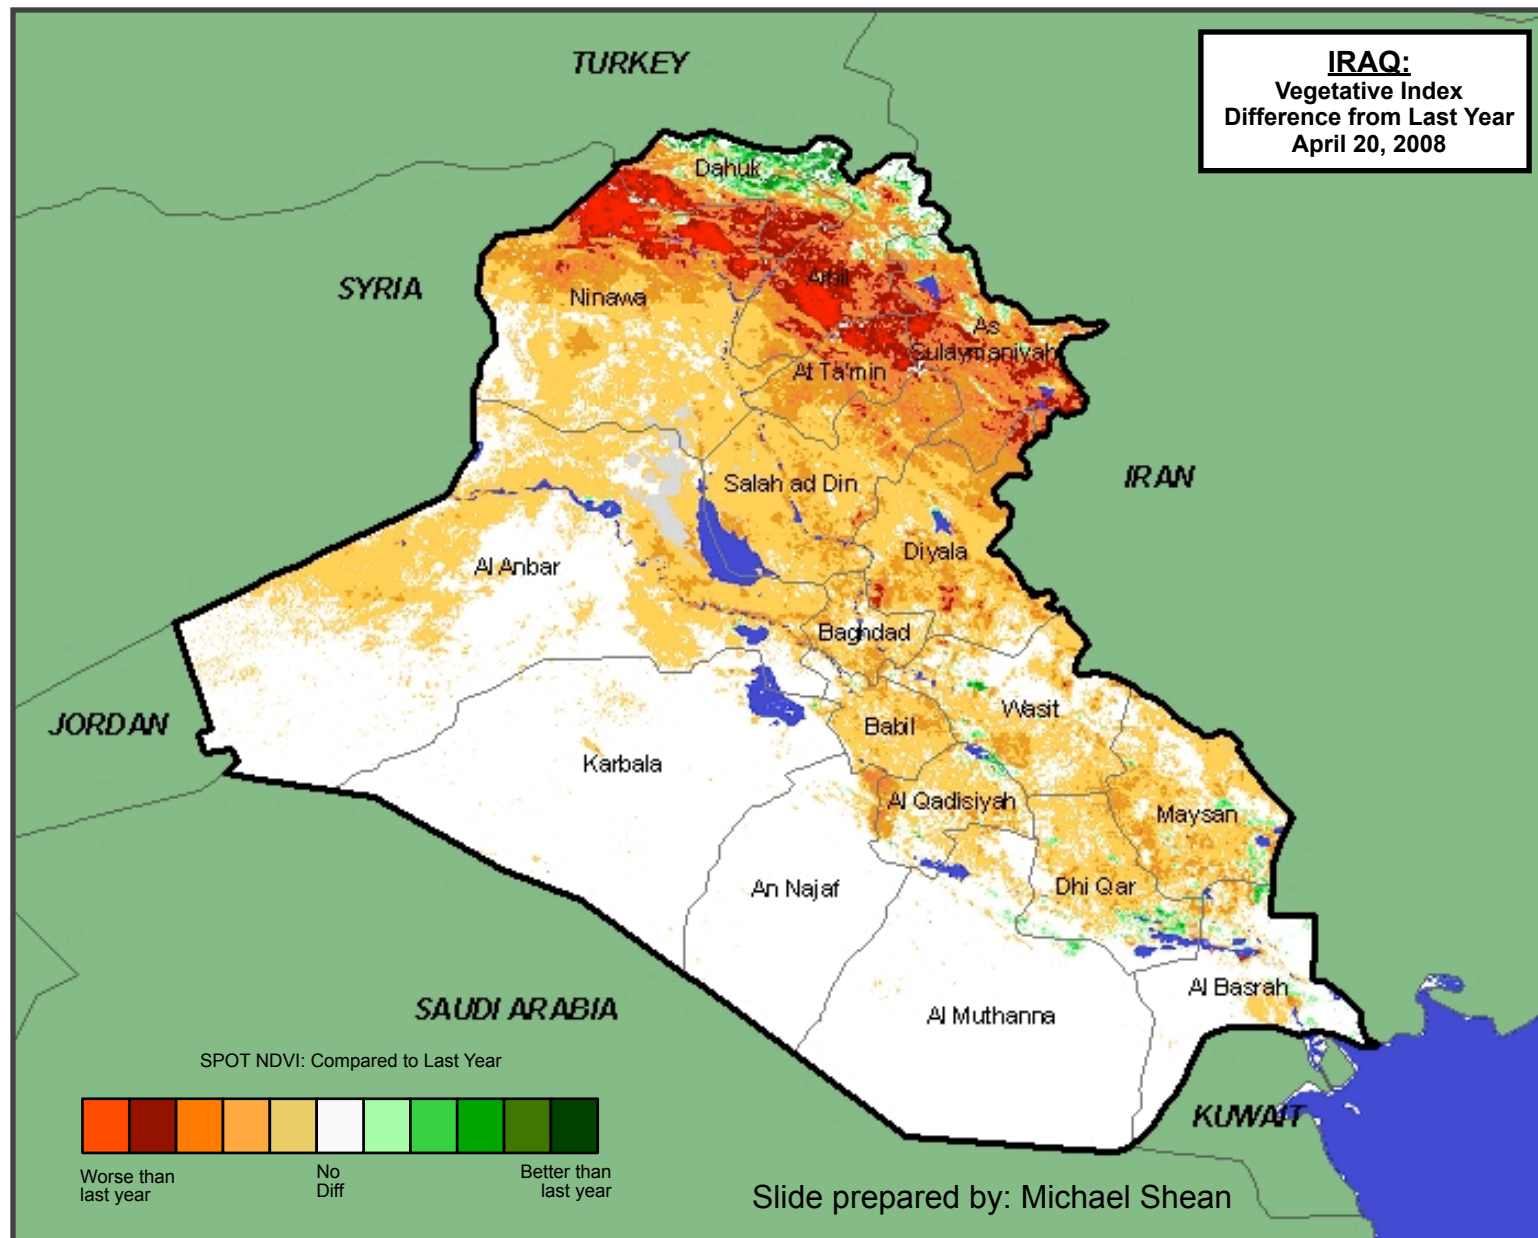 IRAQ:
Vegetative Index
Difference from Last Year
April 20, 2008
TURKEY
SYRIA
IRAN
JORDAN
SAUDI ARABIA
KUWAIT
Dahuk
Ninawa
Arbil
As
Sulaymaniyah
At Ta'min
Salah ad Din
Diyala
Al Anbar
Baghdad
Wasit
Babil
Karbala
Al Qadisiyah
Maysan
An Najaf
Dhi Qar
Al Basrah
Al Muthanna
SPOT NDVI: Compared to Last Year
Worse than
last year
No
Diff
Better than
last year
Slide prepared by: Michael Shean